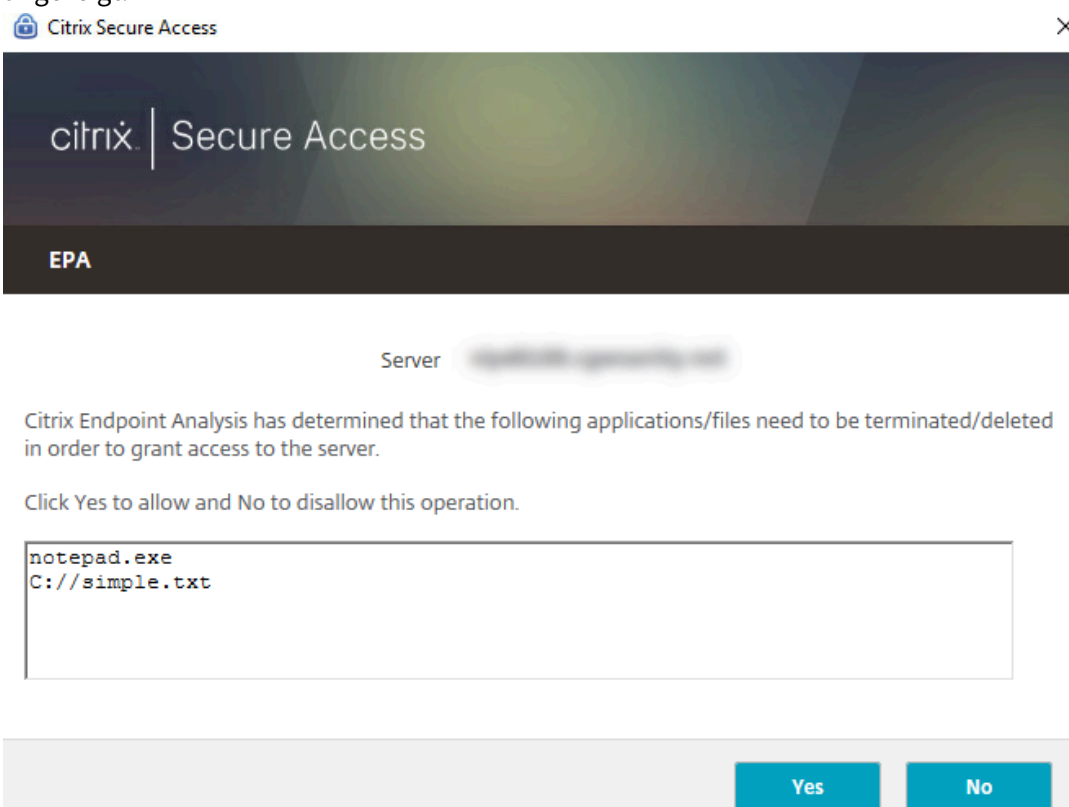 Citrix Secure Access
citrix. | Secure Access
EPA
Server
Citrix Endpoint Analysis has determined that the following applications/files need to be terminated/deleted
in order to grant access to the server.
Click Yes to allow and No to disallow this operation.
notepad.exe
C://simple.txt
Yes No